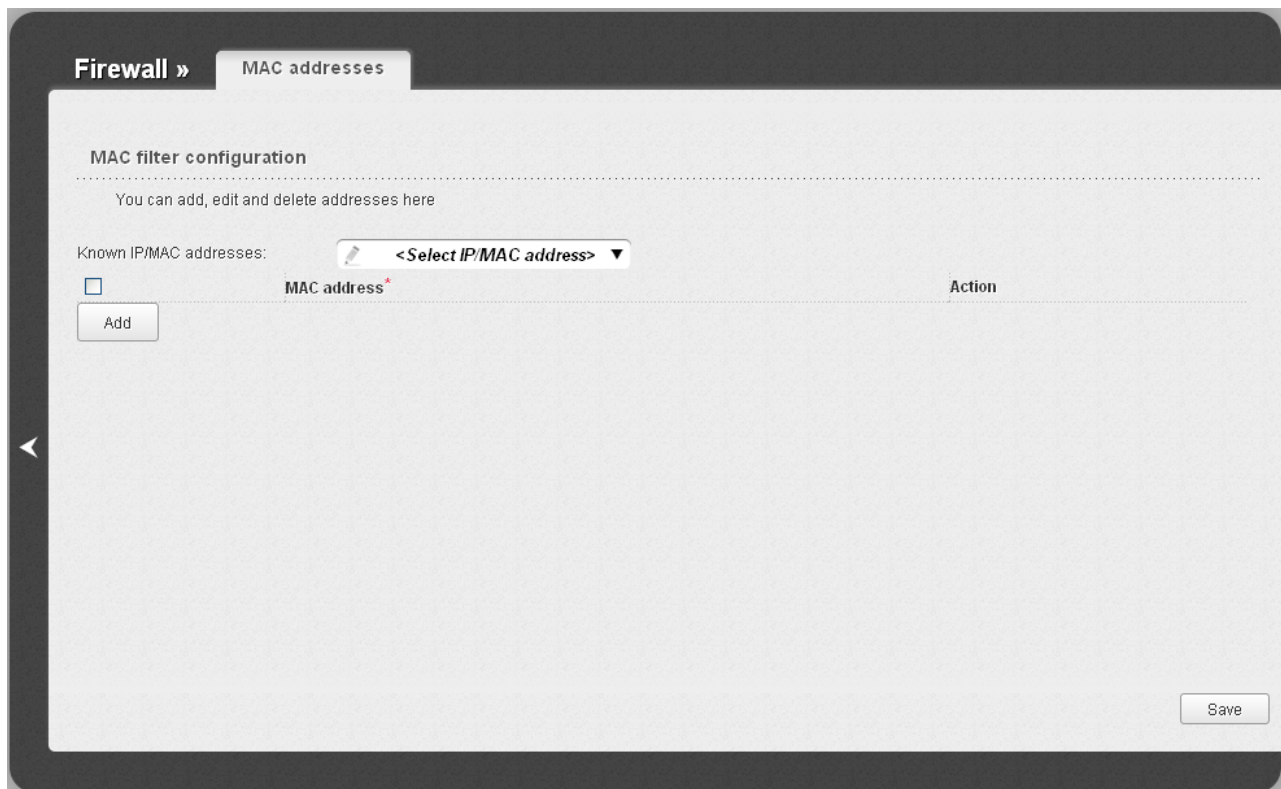 Firewall » MAC addresses
MAC filter configuration
You can add, edit and delete addresses here
Known IP/MAC addresses: <Select IP/MAC address> ▼
MAC address* Action
Add
Save